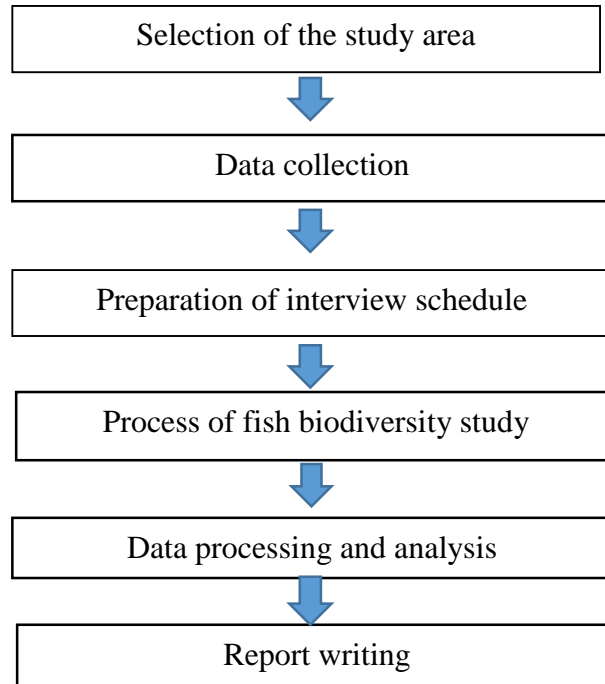 Selection of the study area
Data collection
Preparation of interview schedule
Process of fish biodiversity study
Data processing and analysis
Report writing